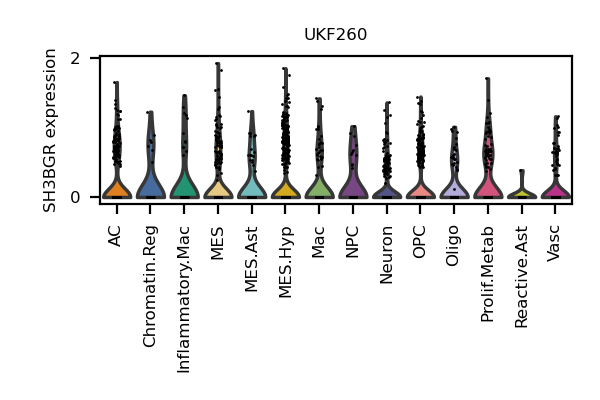 UKF260
SH3BGR expression
2
0
AC
Chromatin.Reg
Inflammatory.Mac
MES
MES.Ast
MES.Hyp
Mac
NPC
Neuron
OPC
Oligo
Prolif.Metab
Reactive.Ast
Vasc